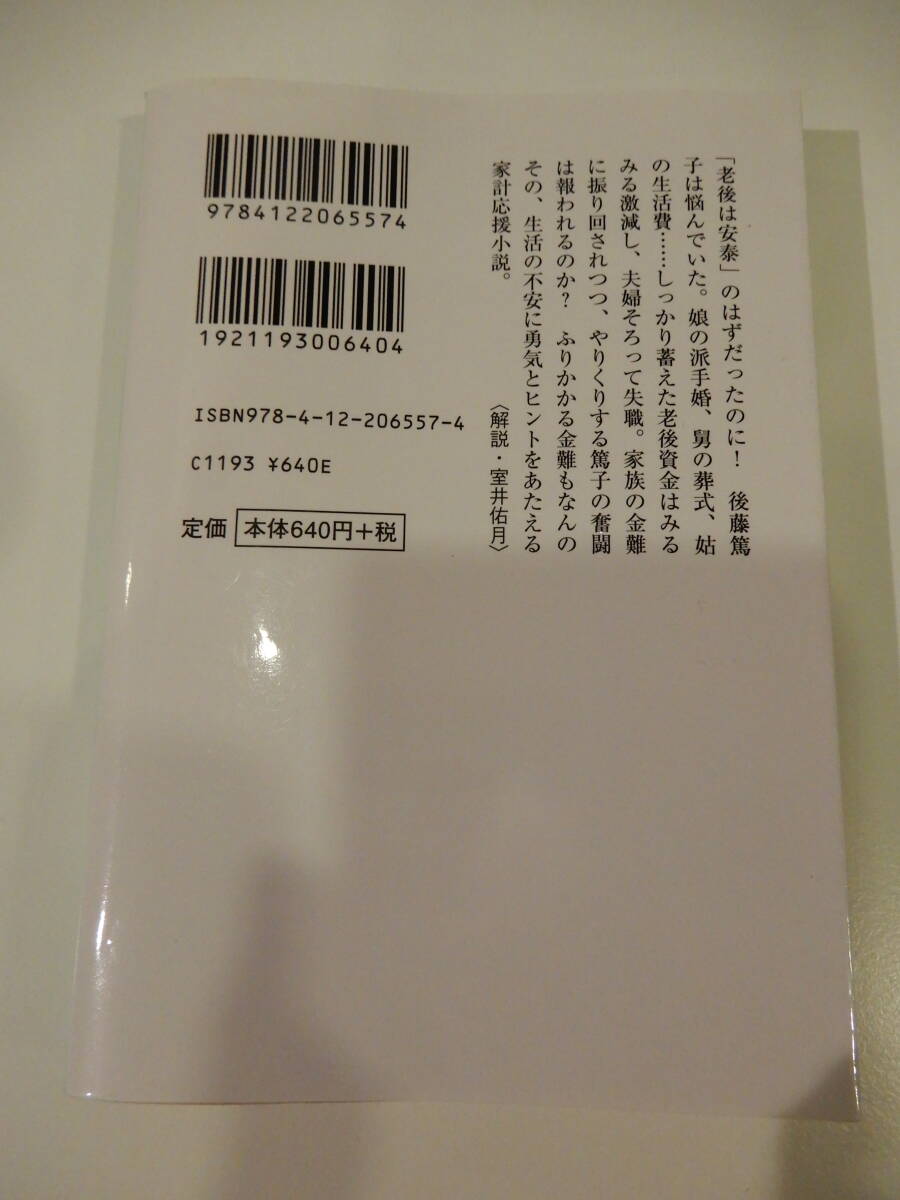 「老後は安泰」のはずだったのに！　後藤篤
子は悩んでいた。娘の派手婚、舅の葬式、姑
の生活費……しっかり蓄えた老後資金はみる
みる激減し、夫婦そろって失職。家族の金難
に振り回されつつ、やりくりする篤子の奮闘
は報われるのか？　ふりかかる金難もなんの
その、生活の不安に勇気とヒントをあたえる
家計応援小説。
〈解説・室井佑月〉
9784122065574
1921193006404
ISBN978-4-12-206557-4
C1193 ¥640E
定価 本体640円+税